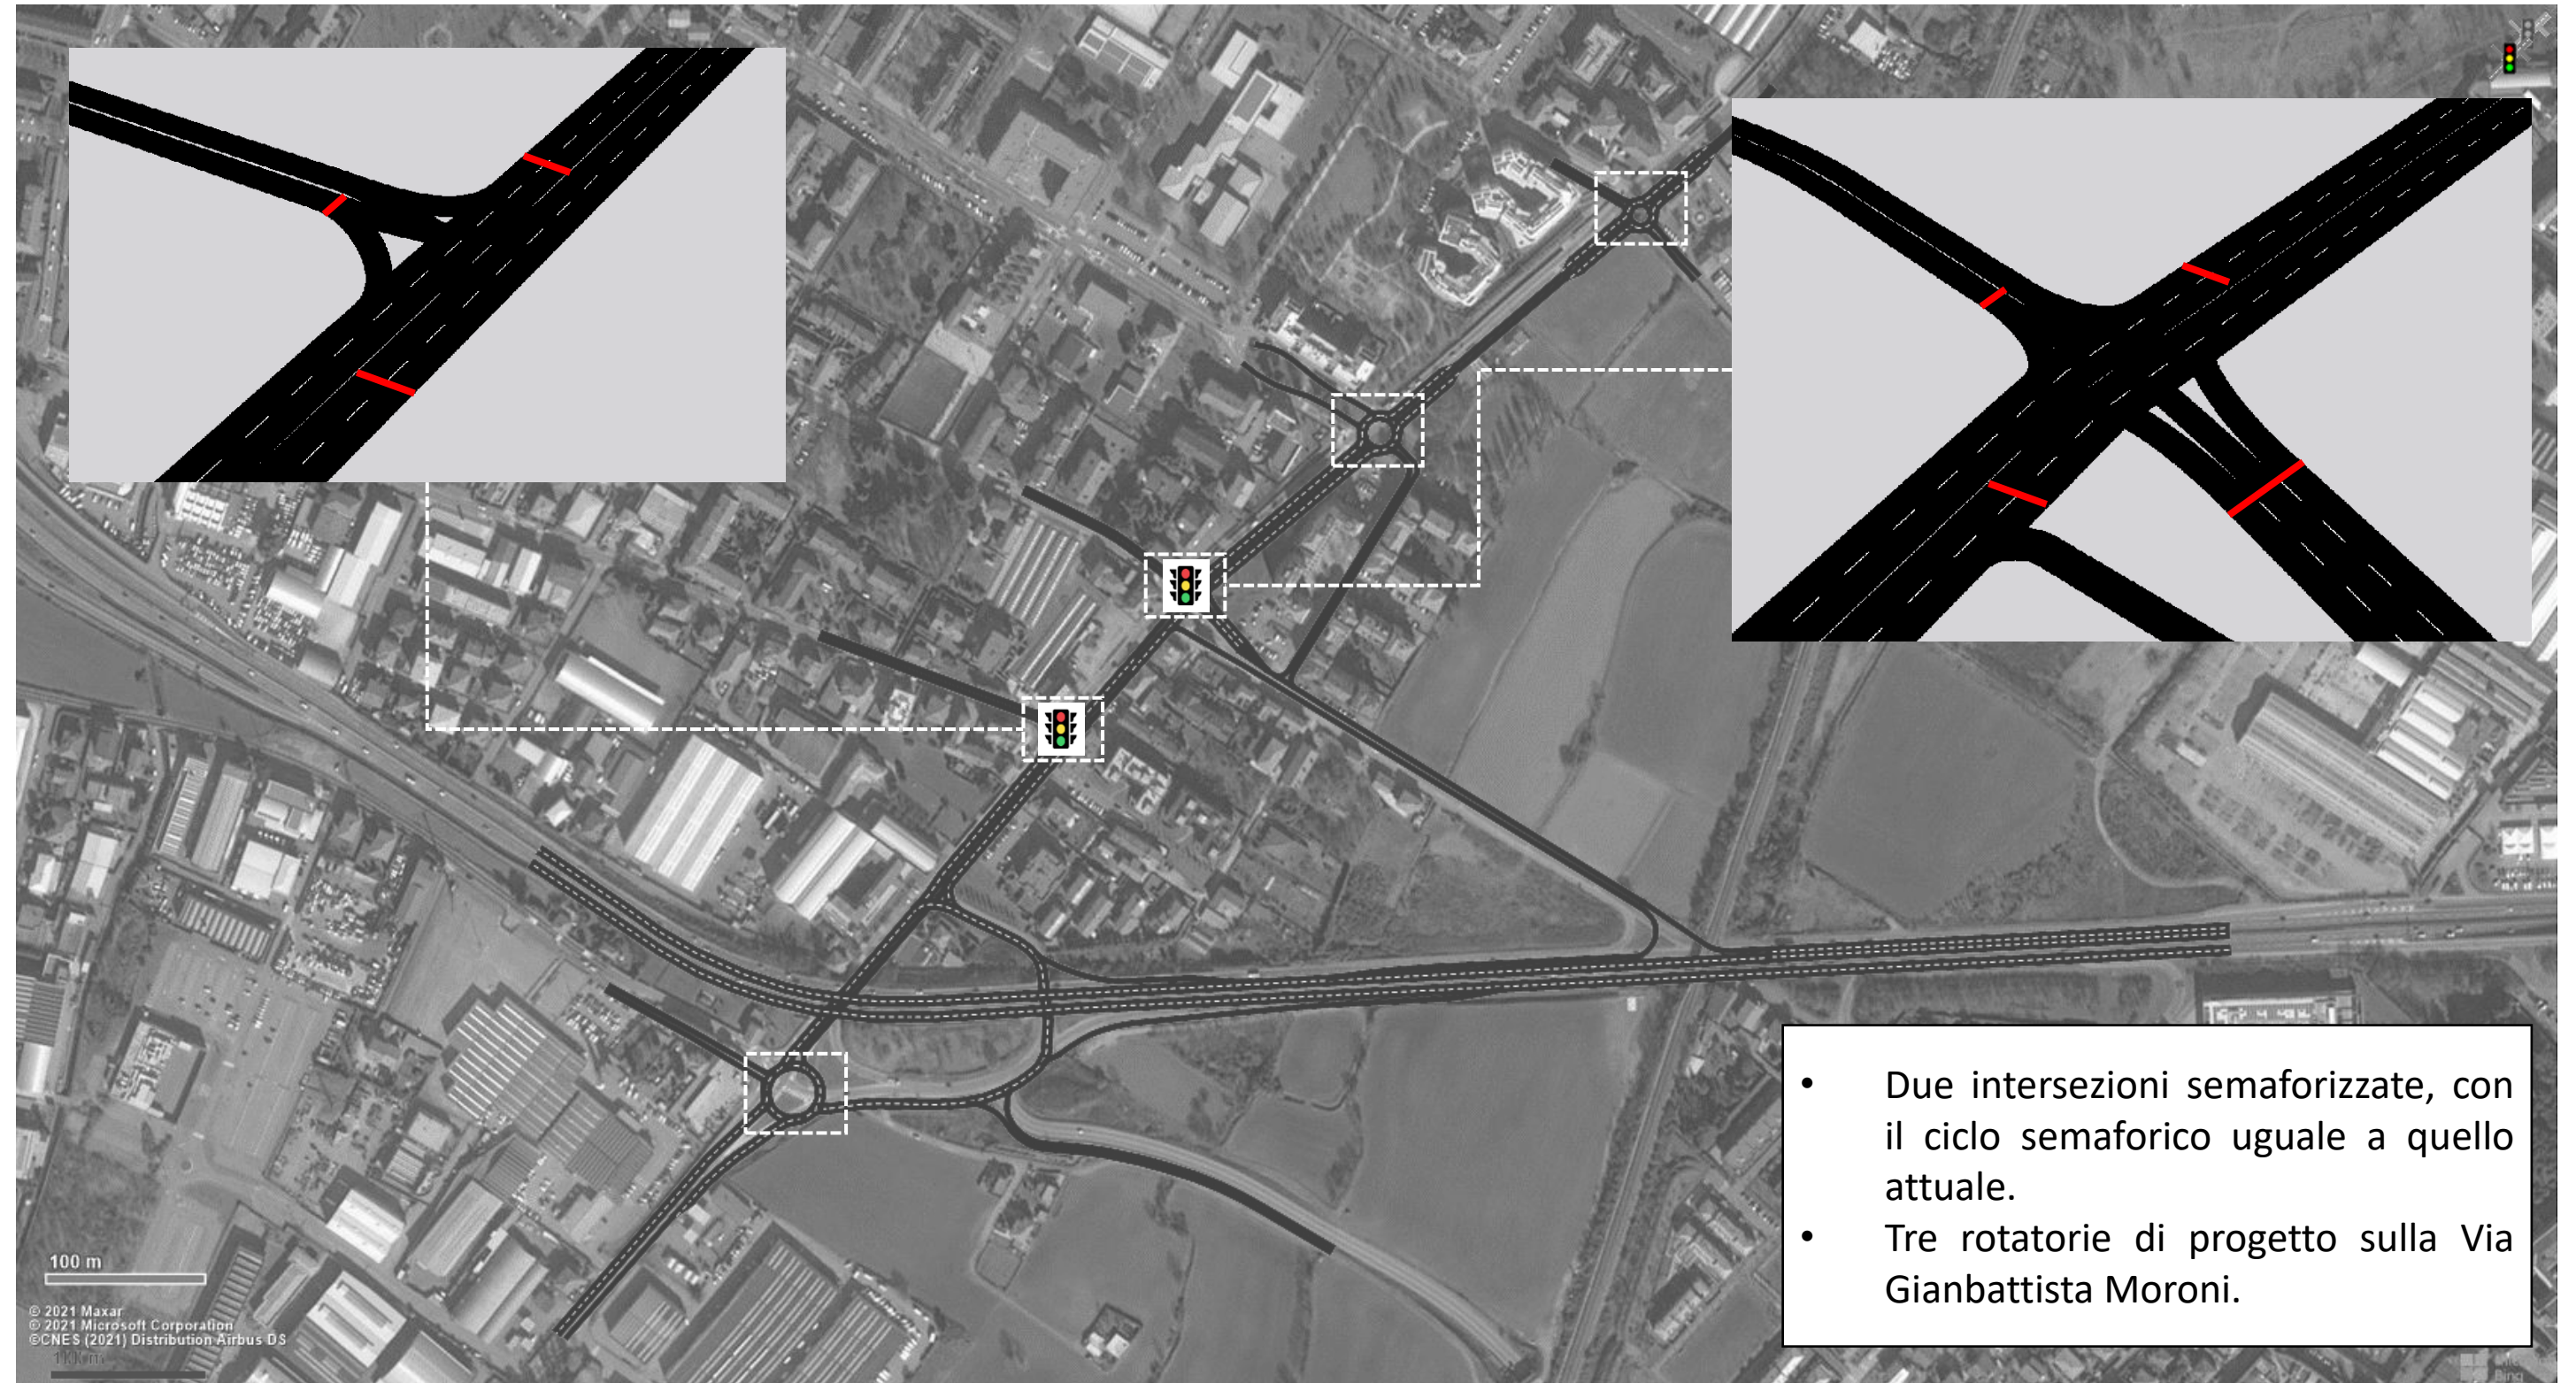 • Due intersezioni semaforizzate, con
il ciclo semaforico uguale a quello
attuale.
• Tre rotatorie di progetto sulla Via
Gianbattista Moroni.
100 m
© 2021 Maxar
© 2021 Microsoft Corporation
©CNES (2021) Distribution Airbus DS
Bing